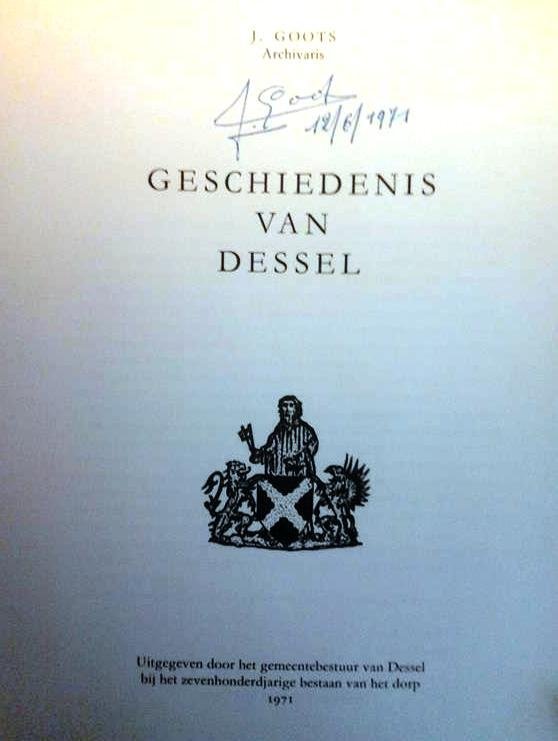 J. GOOTS
Archivaris
J. Goots
12/6/1971
GESCHIEDENIS
VAN
DESSEL
Uitgegeven door het gemeentebestuur van Dessel
bij het zevenhonderdjarige bestaan van het dorp
1971